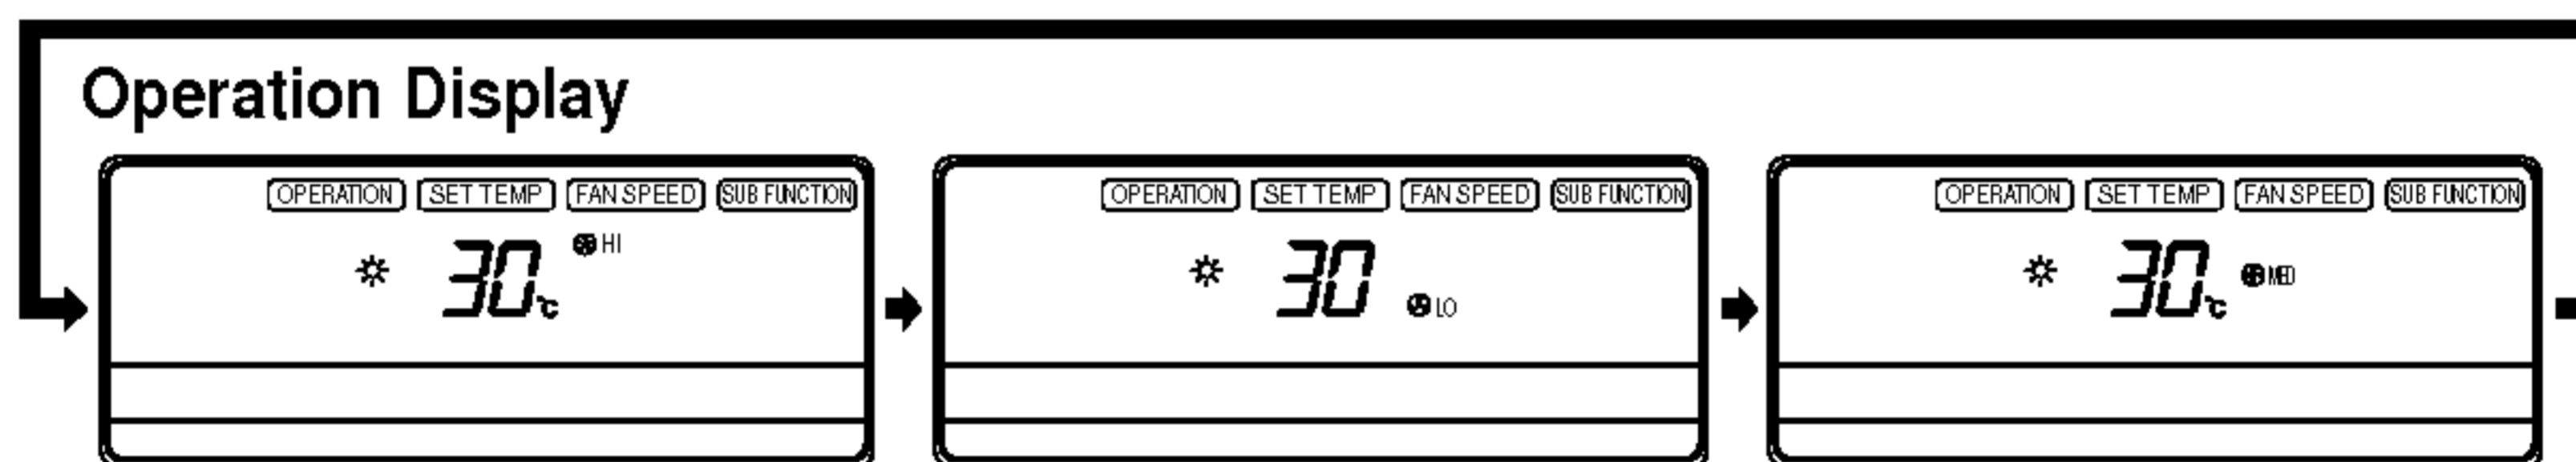 Operation Display
OPERATION SET TEMP FAN SPEED SUB FUNCTION
HI
30°C
OPERATION SET TEMP FAN SPEED SUB FUNCTION
30
LO
OPERATION SET TEMP FAN SPEED SUB FUNCTION
30°C MED